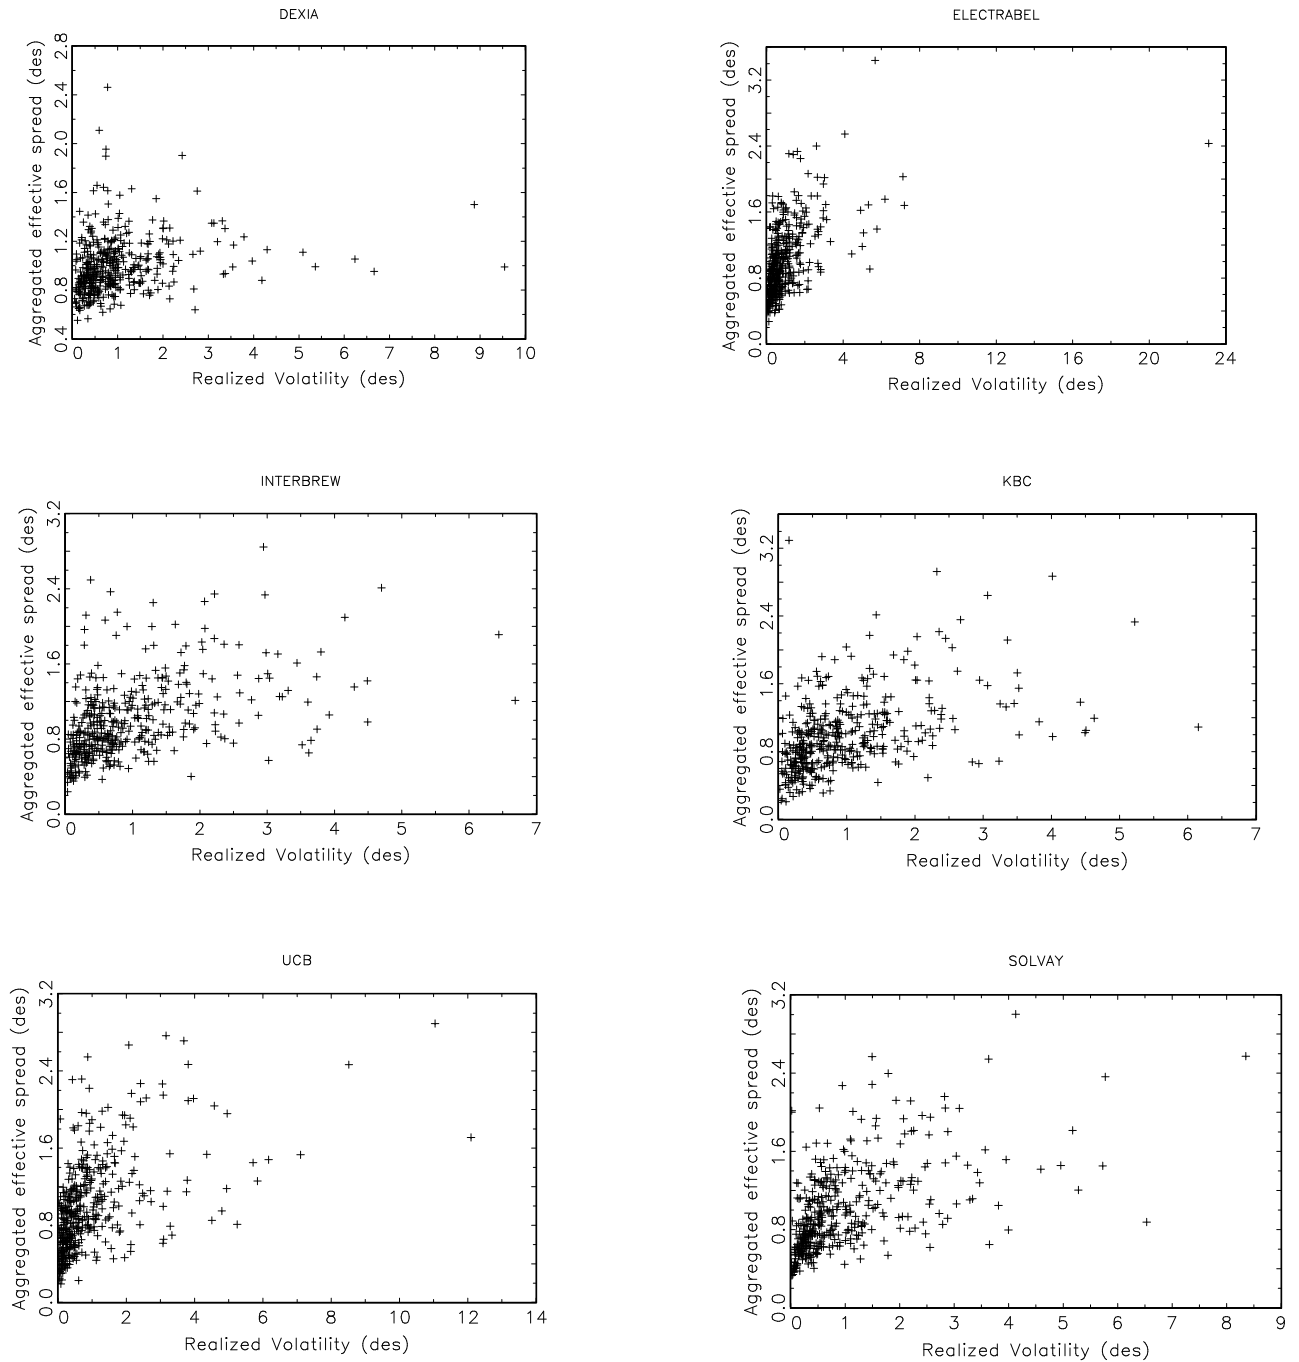 DEXIA
Aggregated effective spread (des)
2.8
2.4
2.0
1.6
1.2
0.8
0.4
0 1 2 3 4 5 6 7 8 9 10
Realized Volatility (des)
ELECTRABEL
Aggregated effective spread (des)
3.2
2.4
1.6
0.8
0.0
0 4 8 12 16 20 24
Realized Volatility (des)
INTERBREW
Aggregated effective spread (des)
3.2
2.4
1.6
0.8
0.0
0 1 2 3 4 5 6 7
Realized Volatility (des)
KBC
Aggregated effective spread (des)
3.2
2.4
1.6
0.8
0.0
0 1 2 3 4 5 6 7
Realized Volatility (des)
UCB
Aggregated effective spread (des)
3.2
2.4
1.6
0.8
0.0
0 2 4 6 8 10 12 14
Realized Volatility (des)
SOLVAY
Aggregated effective spread (des)
3.2
2.4
1.6
0.8
0.0
0 1 2 3 4 5 6 7 8 9
Realized Volatility (des)